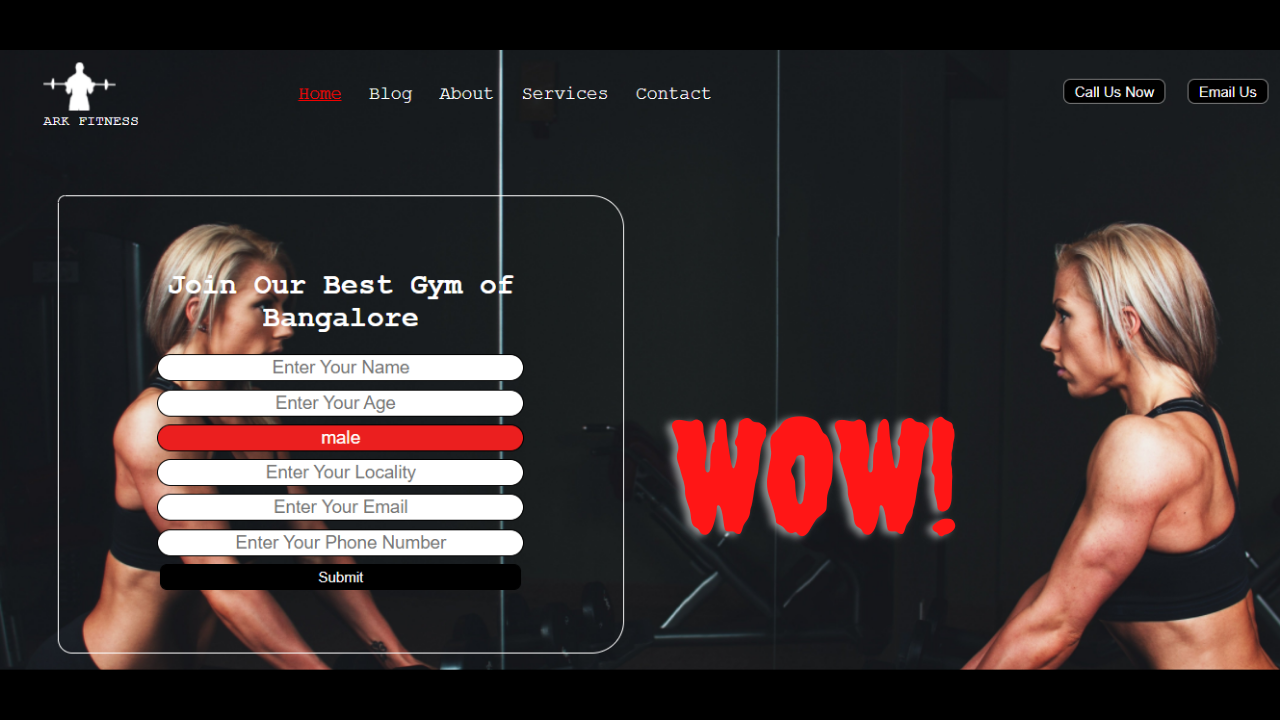 ARK FITNESS
Home Blog About Services Contact
Call Us Now Email Us
Join Our Best Gym of
Bangalore
Enter Your Name
Enter Your Age
male
Enter Your Locality
Enter Your Email
Enter Your Phone Number
Submit
WOW!